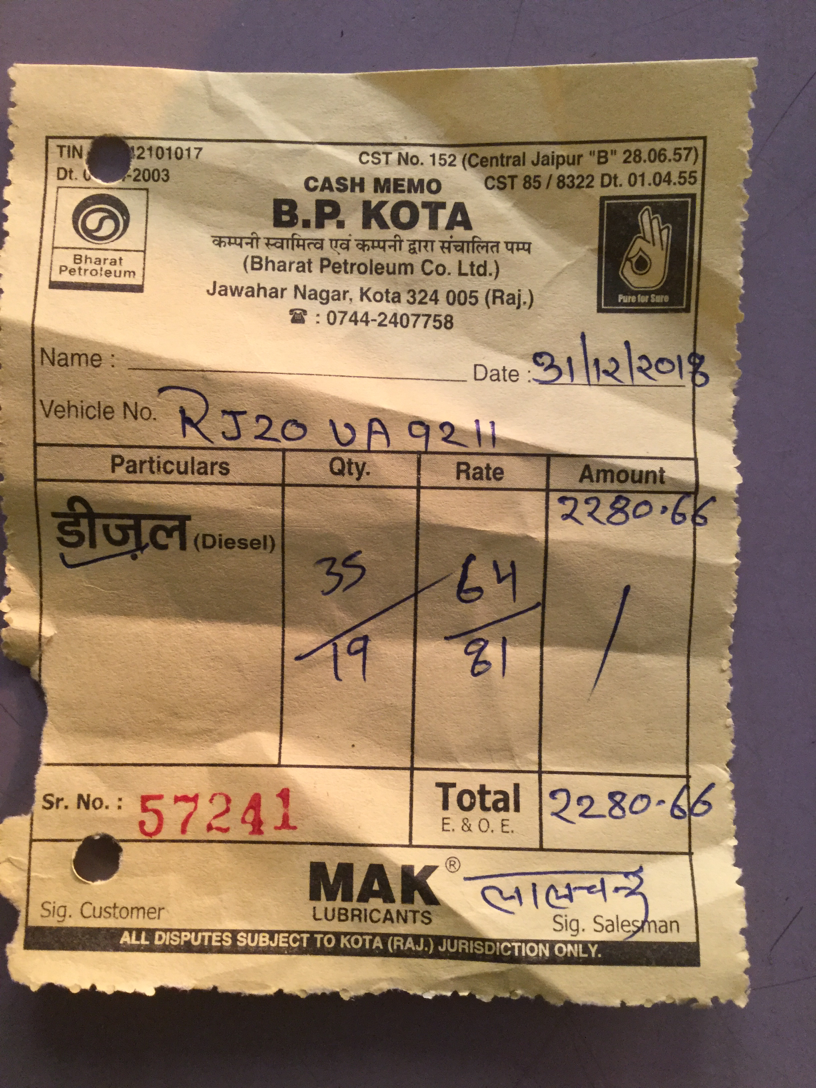 TIN 2101017
CST No. 152 (Central Jaipur "B" 28.06.57)
Dt. -2003
CASH MEMO
CST 85 / 8322 Dt. 01.04.55
B.P. KOTA
कम्पनी स्वामित्व एवं कम्पनी द्वारा संचालित पम्प
Bharat
Petroleum
(Bharat Petroleum Co. Ltd.)
Jawahar Nagar, Kota 324 005 (Raj.)
Pure for Sure
☎ : 0744-2407758
Name :
Date : 31/12/2018
Vehicle No. RJ20 UA 9211
Particulars Qty. Rate Amount
2280.66
डीज़ल (Diesel)
35 64
19 81
Sr. No. : 57241 Total 2280-66
E. & O. E.
MAK® लालचन्द
LUBRICANTS
Sig. Customer
Sig. Salesman
ALL DISPUTES SUBJECT TO KOTA (RAJ.) JURISDICTION ONLY.